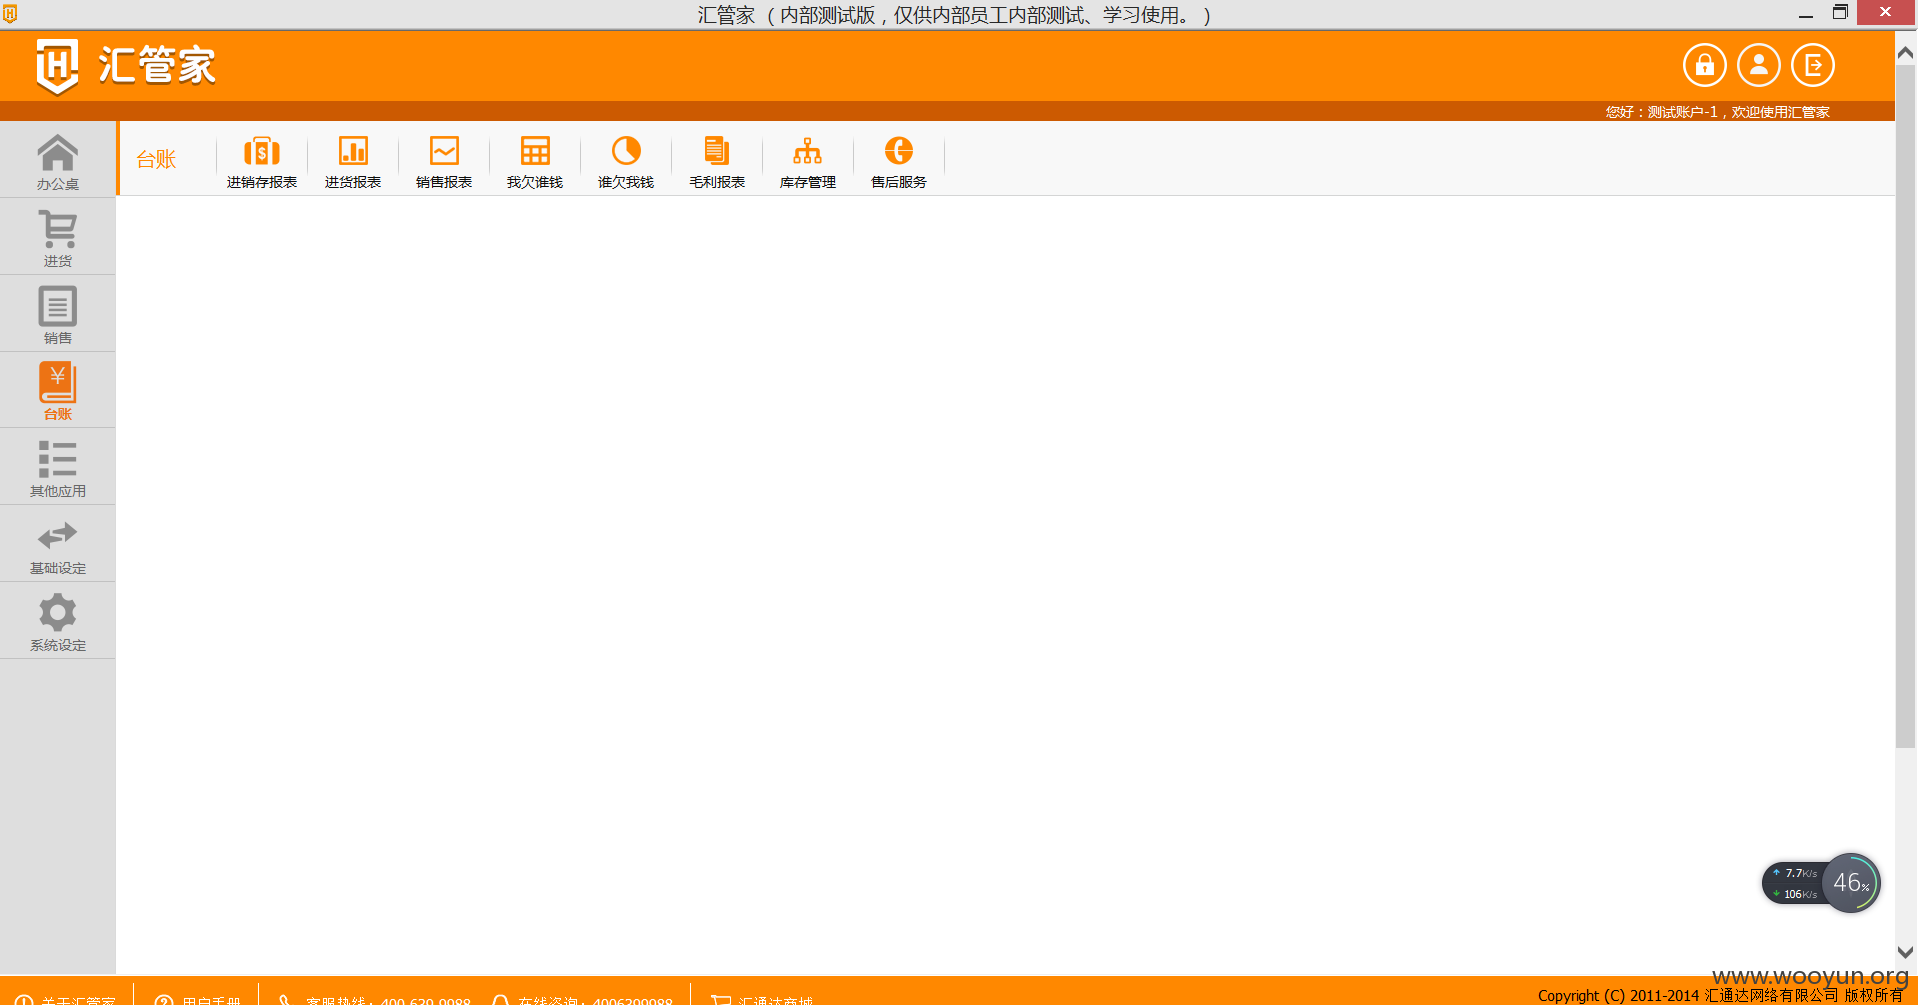 汇管家 （内部测试版，仅供内部员工内部测试、学习使用。）
汇管家
您好：测试账户-1，欢迎使用汇管家
办公桌
进货
销售
台账
其他应用
基础设定
系统设定
台账
进销存报表 进货报表 销售报表 我欠谁钱 谁欠我钱 毛利报表 库存管理 售后服务
7.7K/s
106K/s
46%
www.wooyun.org
关于汇管家 用户手册 客服热线：400-639-9988 在线咨询：4006399988 汇通达商城
Copyright (C) 2011-2014 汇通达网络有限公司 版权所有